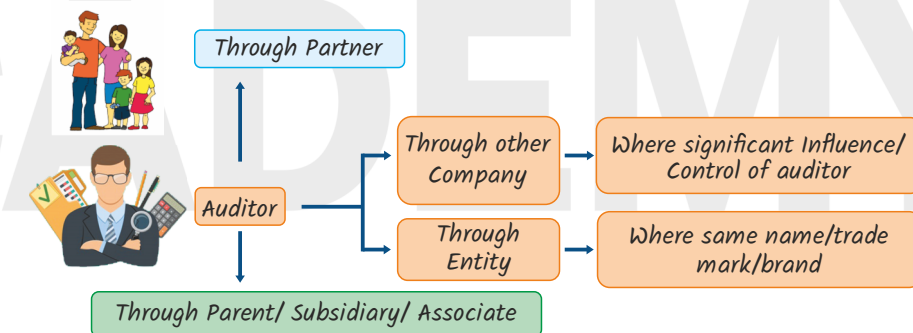 Through Partner
Through other
Company
Where significant Influence/
Control of auditor
Auditor
Through
Entity
Where same name/trade
mark/brand
Through Parent/ Subsidiary/ Associate